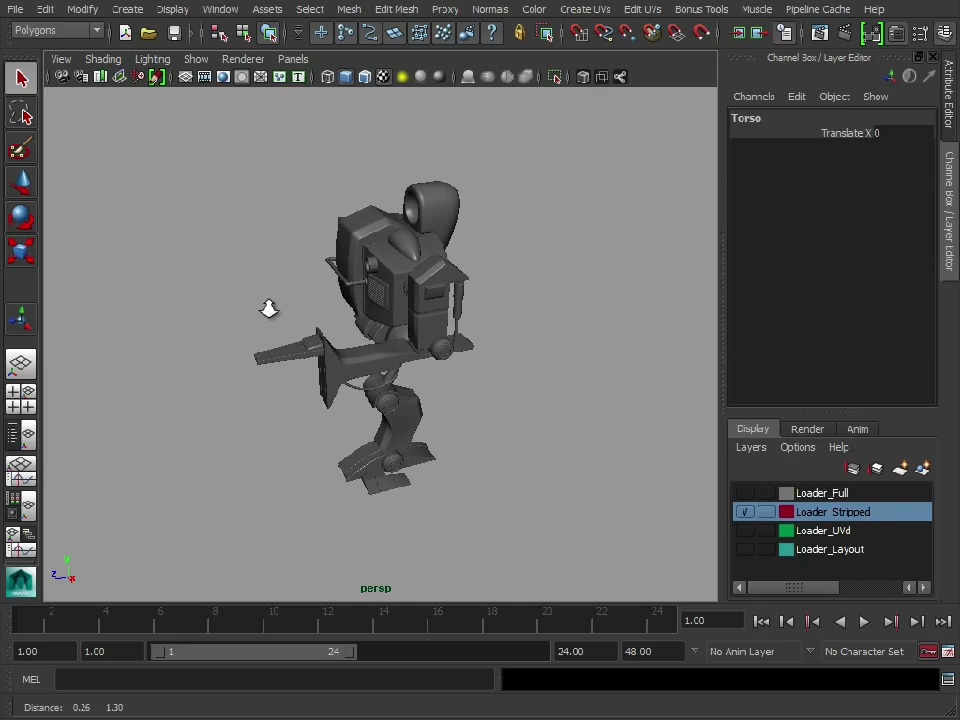 File Edit Modify Create Display Window Assets Select Mesh Edit Mesh Proxy Normals Color Create UVs Edit UVs Bonus Tools Muscle Pipeline Cache Help
Polygons
View Shading Lighting Show Renderer Panels
Channel Box / Layer Editor
Channels Edit Object Show
Torso
Translate X 0
Attribute Editor
Channel Box / Layer Editor
persp
Display Render Anim
Layers Options Help
Loader_Full
V Loader_Stripped
Loader_UVd
Loader_Layout
2 4 6 8 10 12 14 16 18 20 22 24 1.00
1.00 1.00 1 24 24.00 48.00 No Anim Layer No Character Set
MEL
Distance: 0.26 1.30